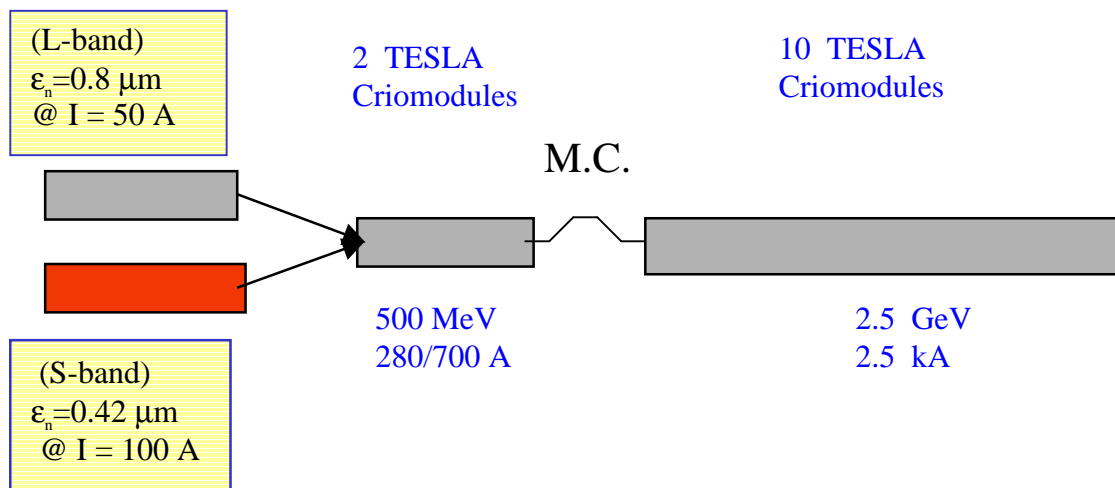 (L-band)
εn=0.8 μm
@ I = 50 A
2 TESLA
Criomodules
10 TESLA
Criomodules
M.C.
500 MeV
280/700 A
2.5 GeV
2.5 kA
(S-band)
εn=0.42 μm
@ I = 100 A